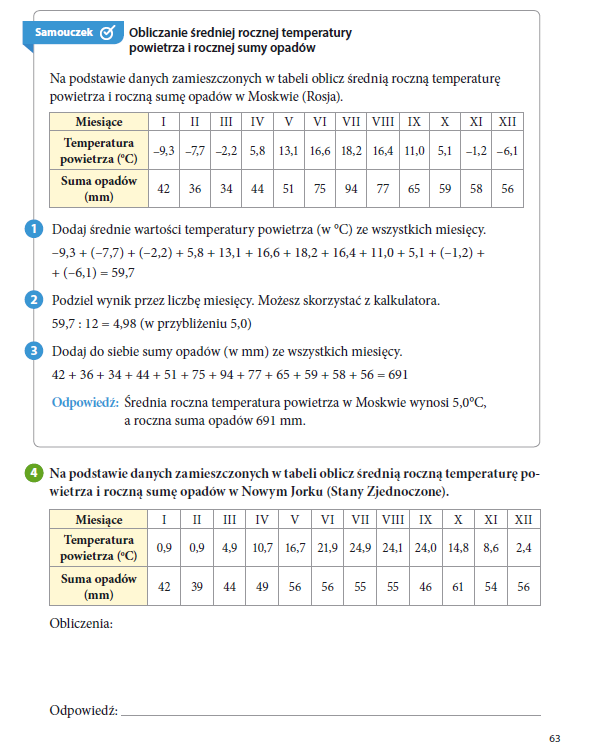 Samouczek
Obliczanie średniej rocznej temperatury
powietrza i rocznej sumy opadów
Na podstawie danych zamieszczonych w tabeli oblicz średnią roczną temperaturę
powietrza i roczną sumę opadów w Moskwie (Rosja).
Miesiące I II III IV V VI VII VIII IX X XI XII
Temperatura
powietrza (°C) –9,3 –7,7 –2,2 5,8 13,1 16,6 18,2 16,4 11,0 5,1 –1,2 –6,1
Suma opadów
(mm) 42 36 34 44 51 75 94 77 65 59 58 56
1 Dodaj średnie wartości temperatury powietrza (w °C) ze wszystkich miesięcy.
–9,3 + (–7,7) + (–2,2) + 5,8 + 13,1 + 16,6 + 18,2 + 16,4 + 11,0 + 5,1 + (–1,2) +
+ (–6,1) = 59,7
2 Podziel wynik przez liczbę miesięcy. Możesz skorzystać z kalkulatora.
59,7 : 12 = 4,98 (w przybliżeniu 5,0)
3 Dodaj do siebie sumy opadów (w mm) ze wszystkich miesięcy.
42 + 36 + 34 + 44 + 51 + 75 + 94 + 77 + 65 + 59 + 58 + 56 = 691
Odpowiedź: Średnia roczna temperatura powietrza w Moskwie wynosi 5,0°C,
a roczna suma opadów 691 mm.
4 Na podstawie danych zamieszczonych w tabeli oblicz średnią roczną temperaturę po-
wietrza i roczną sumę opadów w Nowym Jorku (Stany Zjednoczone).
Miesiące I II III IV V VI VII VIII IX X XI XII
Temperatura
powietrza (°C) 0,9 0,9 4,9 10,7 16,7 21,9 24,9 24,1 24,0 14,8 8,6 2,4
Suma opadów
(mm) 42 39 44 49 56 56 55 55 46 61 54 56
Obliczenia:
Odpowiedź:
63